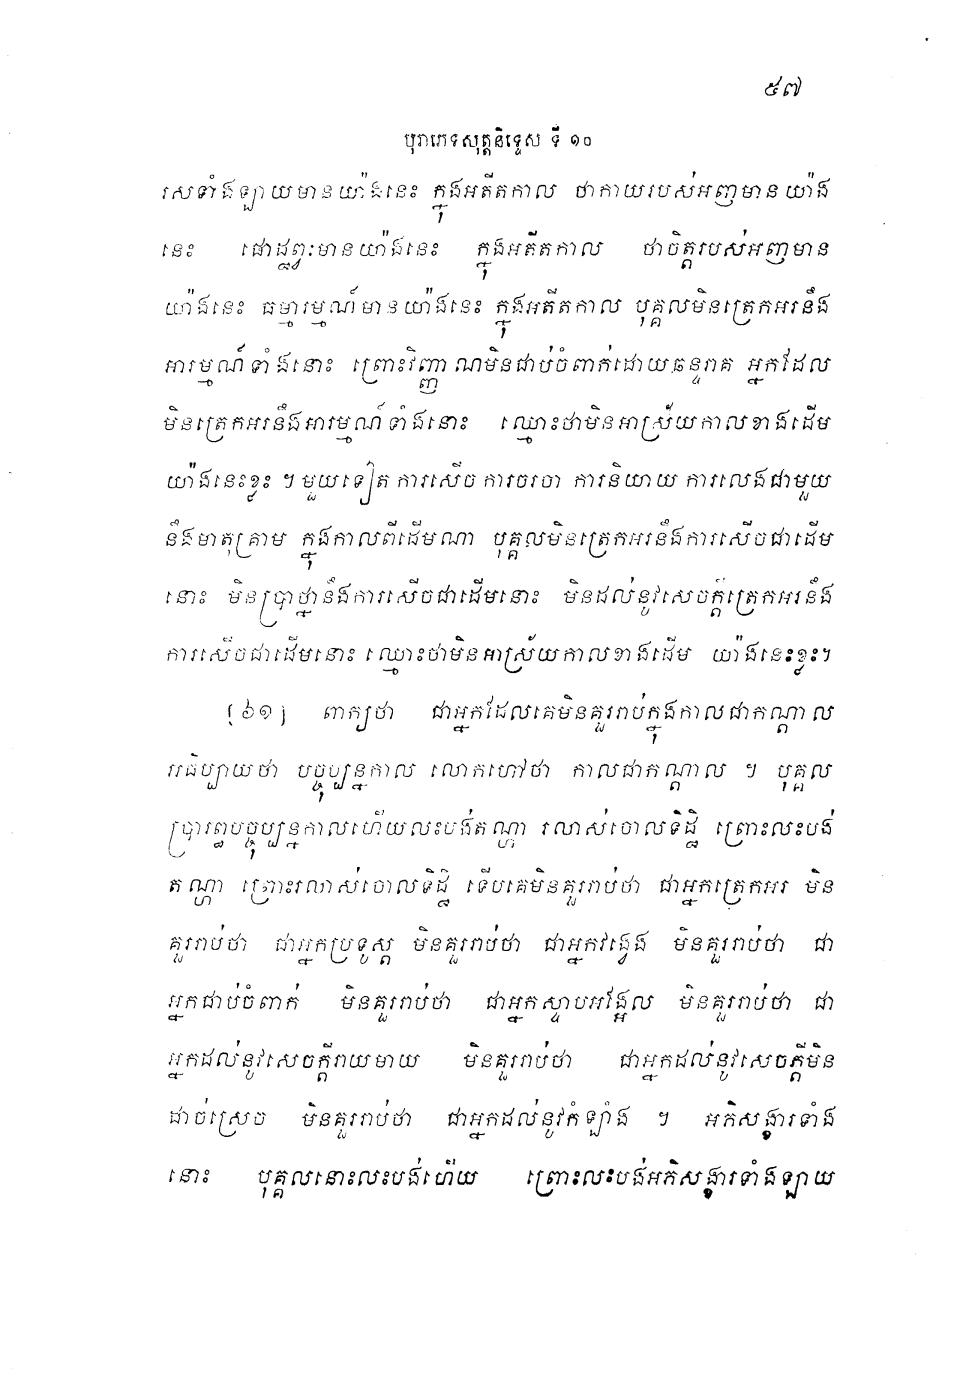 ៥៧
បុរាភេទសុត្តនិទ្ទេស ទី ១០
រសទាំងឡាយមានយ៉ាងនេះ ក្នុងអតីតកាល ថាកាយរបស់អញមានយ៉ាង
នេះ ផោដ្ឋព្វៈមានយ៉ាងនេះ ក្នុងអតីតកាល ថាចិត្តរបស់អញមាន
យ៉ាងនេះ ធម្មារម្មណ៍មានយ៉ាងនេះ ក្នុងអតីតកាល បុគ្គលមិនត្រេកអរនឹង
អារម្មណ៍ទាំងនោះ ព្រោះវិញ្ញាណមិនជាប់ចំពាក់ដោយឆន្ទរាគ អ្នកដែល
មិនត្រេកអរនឹងអារម្មណ៍ទាំងនោះ ឈ្មោះថាមិនអាស្រ័យកាលខាងដើម
យ៉ាងនេះខ្លះ ។ មួយទៀត ការសើច ការចរចា ការនិយាយ ការលេងជាមួយ
នឹងមាតុគ្រាម ក្នុងកាលពីដើមណា បុគ្គលមិនត្រេកអរនឹងការសើចជាដើម
នោះ មិនប្រាថ្នានឹងការសើចជាដើមនោះ មិនដល់នូវសេចក្តីត្រេកអរនឹង
ការសើចជាដើមនោះ ឈ្មោះថាមិនអាស្រ័យកាលខាងដើម យ៉ាងនេះខ្លះ។
(៦១) ពាក្យថា ជាអ្នកដែលគេមិនគួររាប់ក្នុងកាលជាកណ្តាល
អធិប្បាយថា បច្ចុប្បន្នកាល លោកហៅថា កាលជាកណ្តាល ។ បុគ្គល
ប្រារព្ធបច្ចុប្បន្នកាលហើយលះបង់តណ្ហា រលាស់ចោលទិដ្ឋិ ព្រោះលះបង់
តណ្ហា ព្រោះរលាស់ចោលទិដ្ឋិ ទើបគេមិនគួររាប់ថា ជាអ្នកត្រេកអរ មិន
គួររាប់ថា ជាអ្នកប្រទូស្ត មិនគួររាប់ថា ជាអ្នកវង្វេង មិនគួររាប់ថា ជា
អ្នកជាប់ចំពាក់ មិនគួររាប់ថា ជាអ្នកស្ទាបអង្អែល មិនគួររាប់ថា ជា
អ្នកដល់នូវសេចក្តីរាយមាយ មិនគួររាប់ថា ជាអ្នកដល់នូវសេចក្តីមិន
ដាច់ស្រេច មិនគួររាប់ថា ជាអ្នកដល់នូវកំឡាំង ។ អភិសង្ខារទាំង
នោះ បុគ្គលនោះលះបង់ហើយ ព្រោះលះបង់អភិសង្ខារទាំងឡាយ